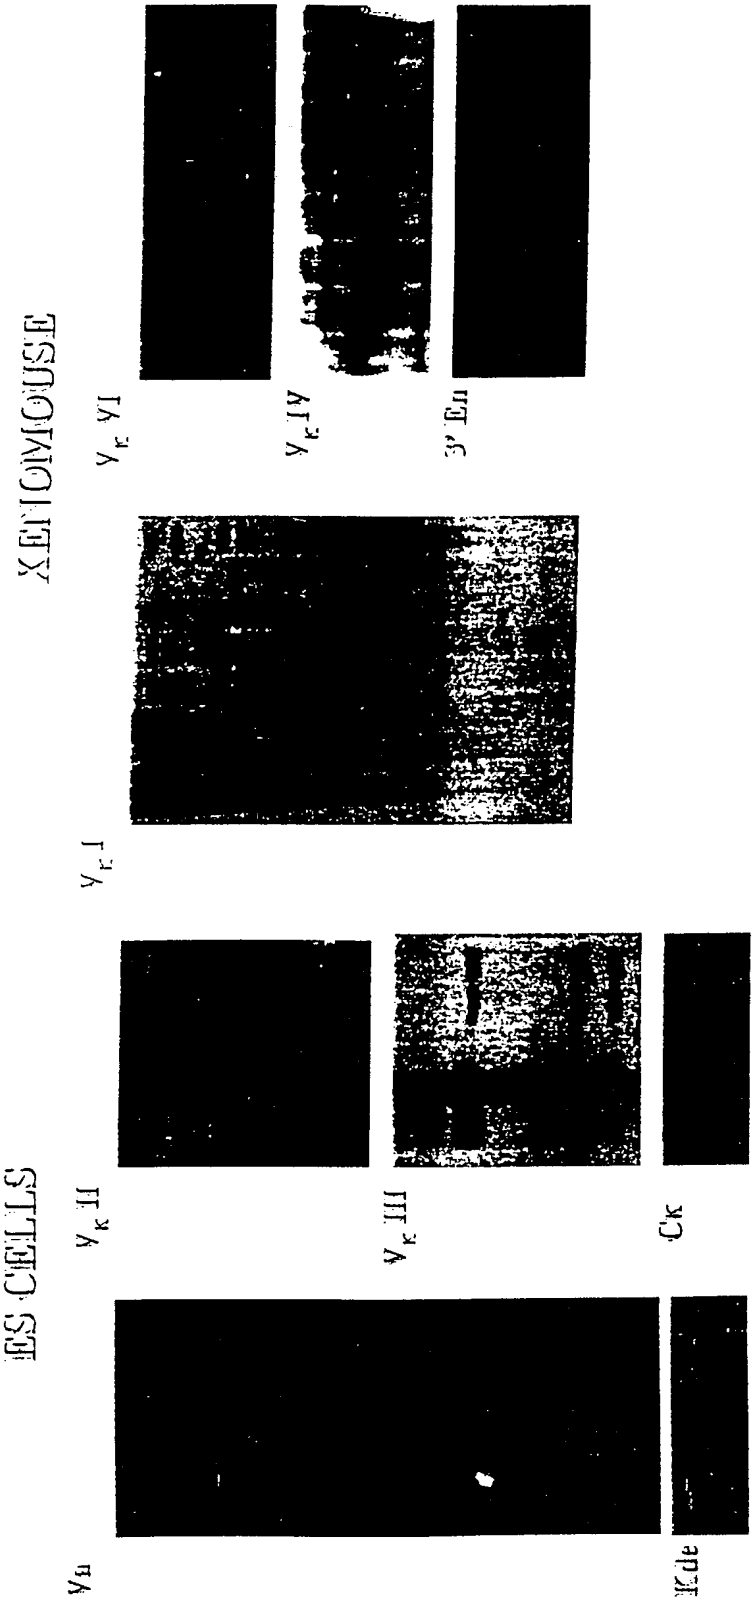 ES CELLS
XENOMOUSE
Vκ II
Vκ I
Vκ VI
Vκ III
Vκ IV
3' En
Kde
Cκ